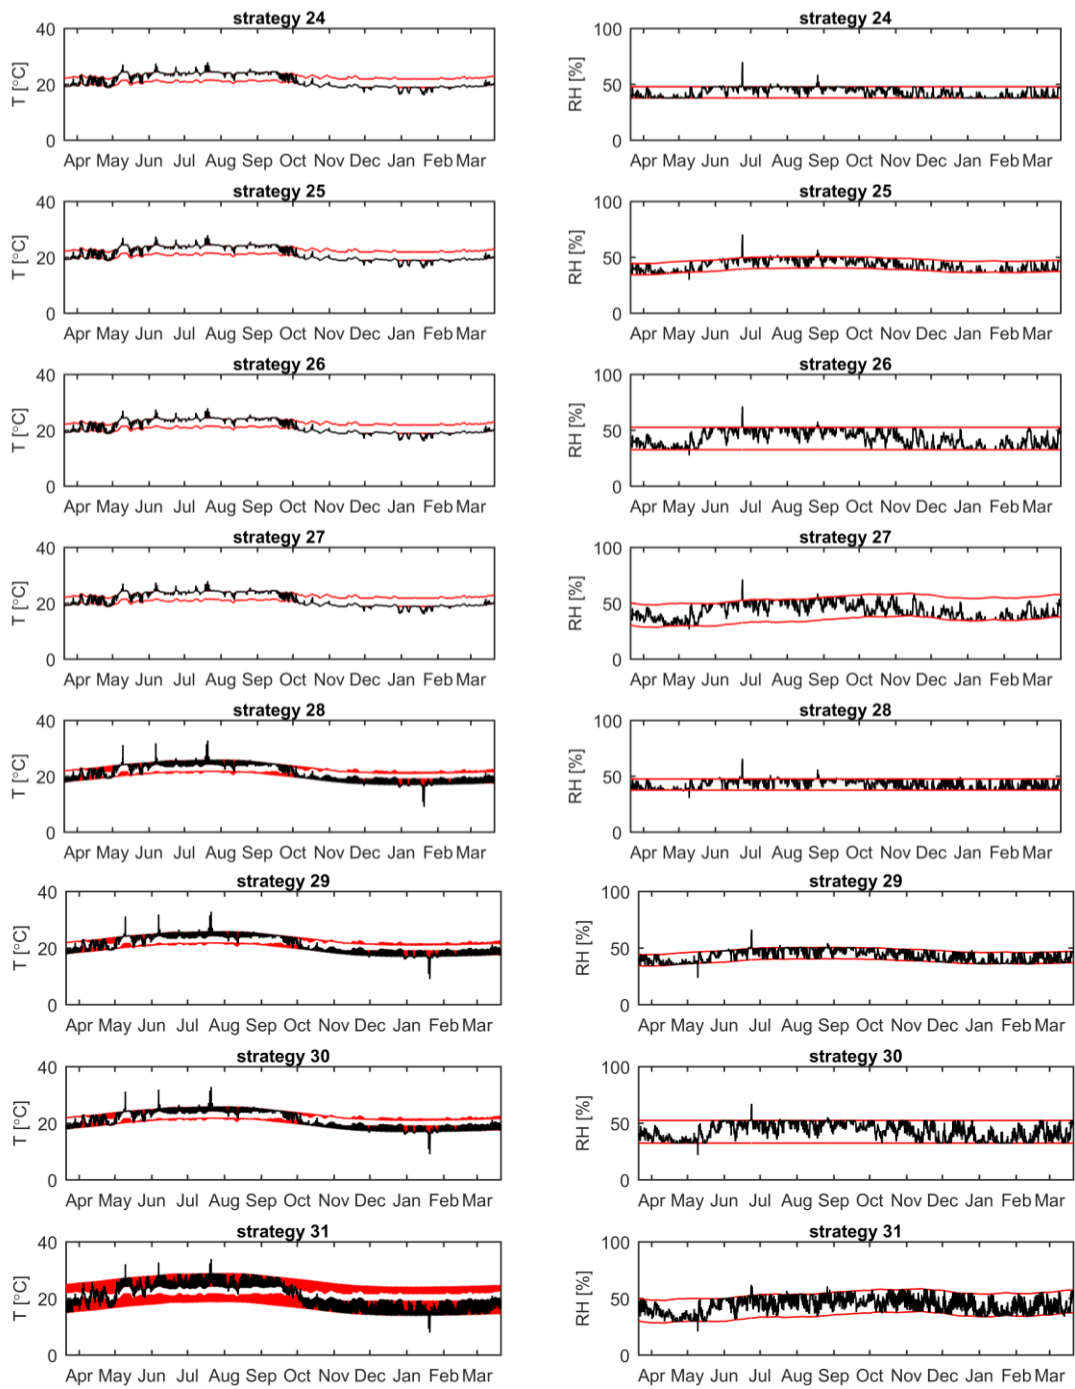 strategy 24 strategy 24
40 100
T [°C] 20 RH [%] 50
0 0
Apr May Jun Jul Aug Sep Oct Nov Dec Jan Feb Mar Apr May Jun Jul Aug Sep Oct Nov Dec Jan Feb Mar
strategy 25 strategy 25
40 100
T [°C] 20 RH [%] 50
0 0
Apr May Jun Jul Aug Sep Oct Nov Dec Jan Feb Mar Apr May Jun Jul Aug Sep Oct Nov Dec Jan Feb Mar
strategy 26 strategy 26
40 100
T [°C] 20 RH [%] 50
0 0
Apr May Jun Jul Aug Sep Oct Nov Dec Jan Feb Mar Apr May Jun Jul Aug Sep Oct Nov Dec Jan Feb Mar
strategy 27 strategy 27
40 100
T [°C] 20 RH [%] 50
0 0
Apr May Jun Jul Aug Sep Oct Nov Dec Jan Feb Mar Apr May Jun Jul Aug Sep Oct Nov Dec Jan Feb Mar
strategy 28 strategy 28
40 100
T [°C] 20 RH [%] 50
0 0
Apr May Jun Jul Aug Sep Oct Nov Dec Jan Feb Mar Apr May Jun Jul Aug Sep Oct Nov Dec Jan Feb Mar
strategy 29 strategy 29
40 100
T [°C] 20 RH [%] 50
0 0
Apr May Jun Jul Aug Sep Oct Nov Dec Jan Feb Mar Apr May Jun Jul Aug Sep Oct Nov Dec Jan Feb Mar
strategy 30 strategy 30
40 100
T [°C] 20 RH [%] 50
0 0
Apr May Jun Jul Aug Sep Oct Nov Dec Jan Feb Mar Apr May Jun Jul Aug Sep Oct Nov Dec Jan Feb Mar
strategy 31 strategy 31
40 100
T [°C] 20 RH [%] 50
0 0
Apr May Jun Jul Aug Sep Oct Nov Dec Jan Feb Mar Apr May Jun Jul Aug Sep Oct Nov Dec Jan Feb Mar